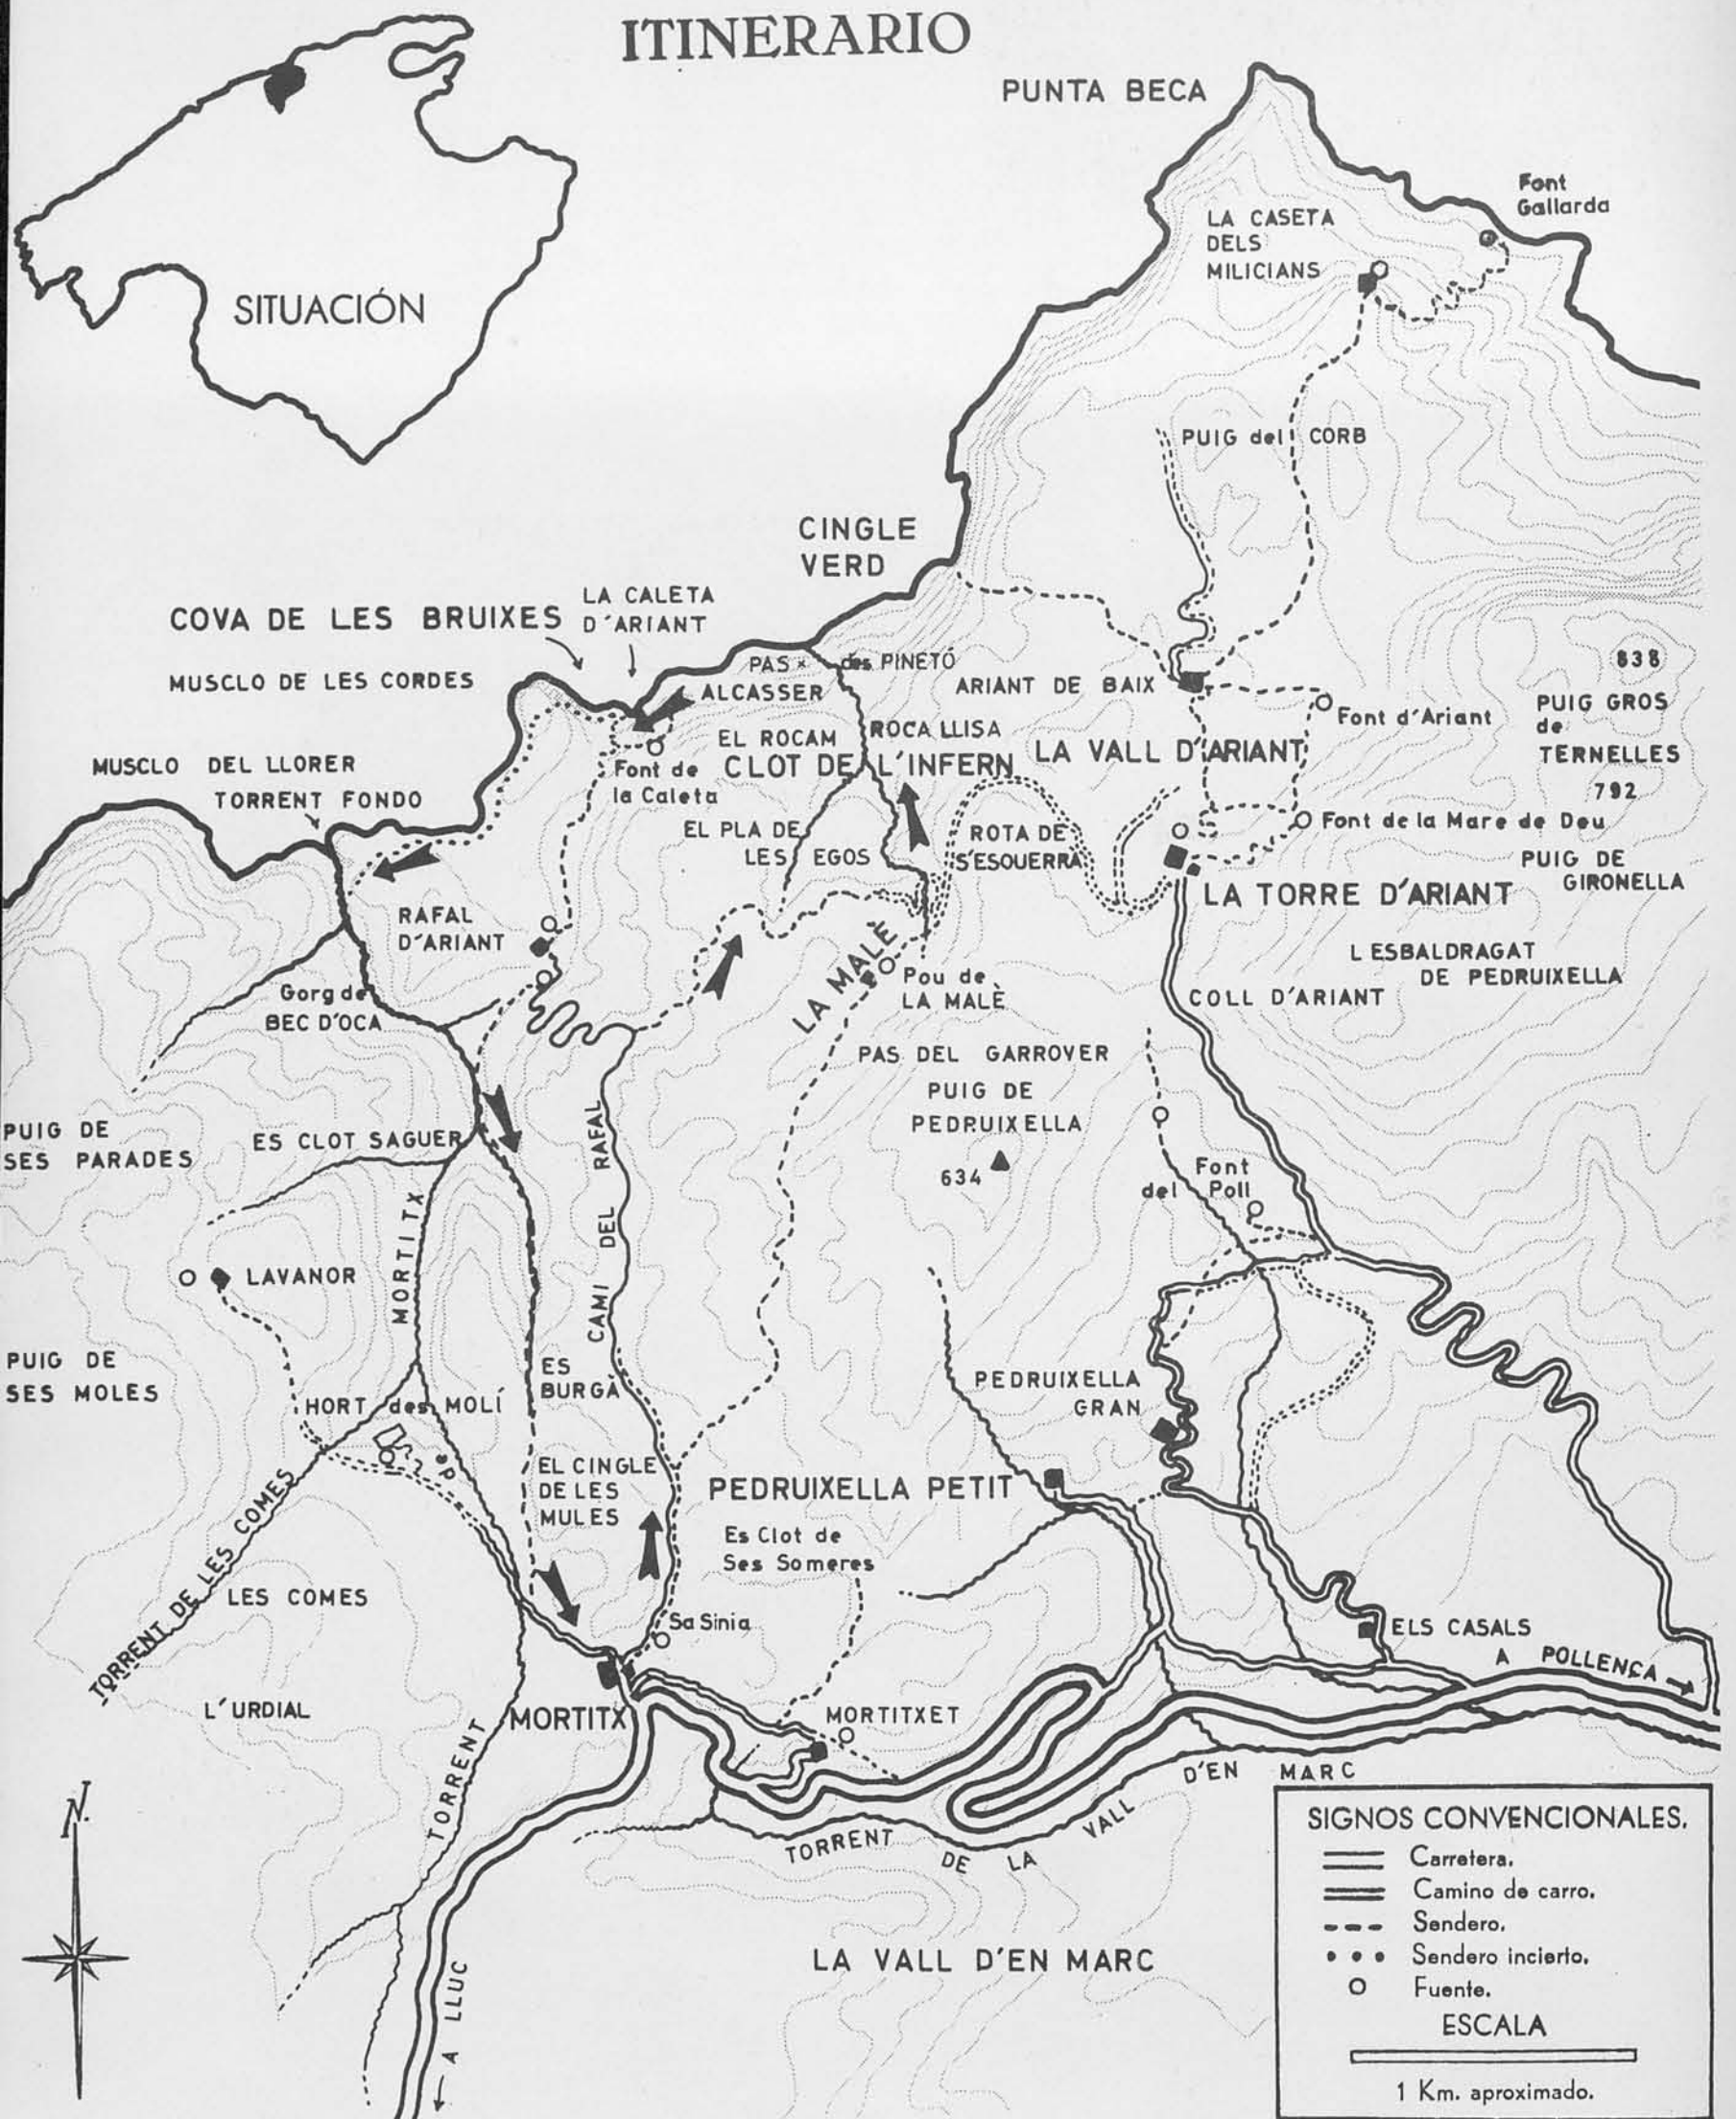 ITINERARIO
SITUACIÓN
PUNTA BECA
Font
Gallarda
LA CASETA
DELS
MILICIANS
PUIG del CORB
CINGLE
VERD
LA CALETA
D'ARIANT
COVA DE LES BRUIXES
MUSCLO DE LES CORDES
PAS des PINETÓ
ALCASSER
ARIANT DE BAIX
838
PUIG GROS
de
TERNELLES
792
Font d'Ariant
EL ROCAM
ROCA LLISA
CLOT DE L'INFERN
LA VALL D'ARIANT
Font de
la Caleta
MUSCLO DEL LLORER
TORRENT FONDO
EL PLA DE
LES EGOS
ROTA DE
S'ESQUERRA
Font de la Mare de Deu
PUIG DE
GIRONELLA
LA TORRE D'ARIANT
RAFAL
D'ARIANT
L ESBALDRAGAT
DE PEDRUIXELLA
LA MALÈ
Pou de
LA MALÈ
COLL D'ARIANT
Gorg de
BEC D'OCA
PAS DEL GARROVER
PUIG DE
PEDRUIXELLA
634
PUIG DE
SES PARADES
ES CLOT SAGUER
CAMI DEL RAFAL
Font
del Poll
MORTITX
LAVANOR
PUIG DE
SES MOLES
ES
BURGÀ
PEDRUIXELLA
GRAN
HORT des MOLÍ
P
EL CINGLE
DE LES
MULES
PEDRUIXELLA PETIT
Es Clot de
Ses Someres
TORRENT DE LES COMES
LES COMES
Sa Sinia
ELS CASALS
A POLLENÇA
L'URDIAL
MORTITX
MORTITXET
TORRENT
TORRENT DE LA VALL D'EN MARC
N.
LA VALL D'EN MARC
A LLUC
SIGNOS CONVENCIONALES.
Carretera.
Camino de carro.
Sendero.
Sendero incierto.
Fuente.
ESCALA
1 Km. aproximado.